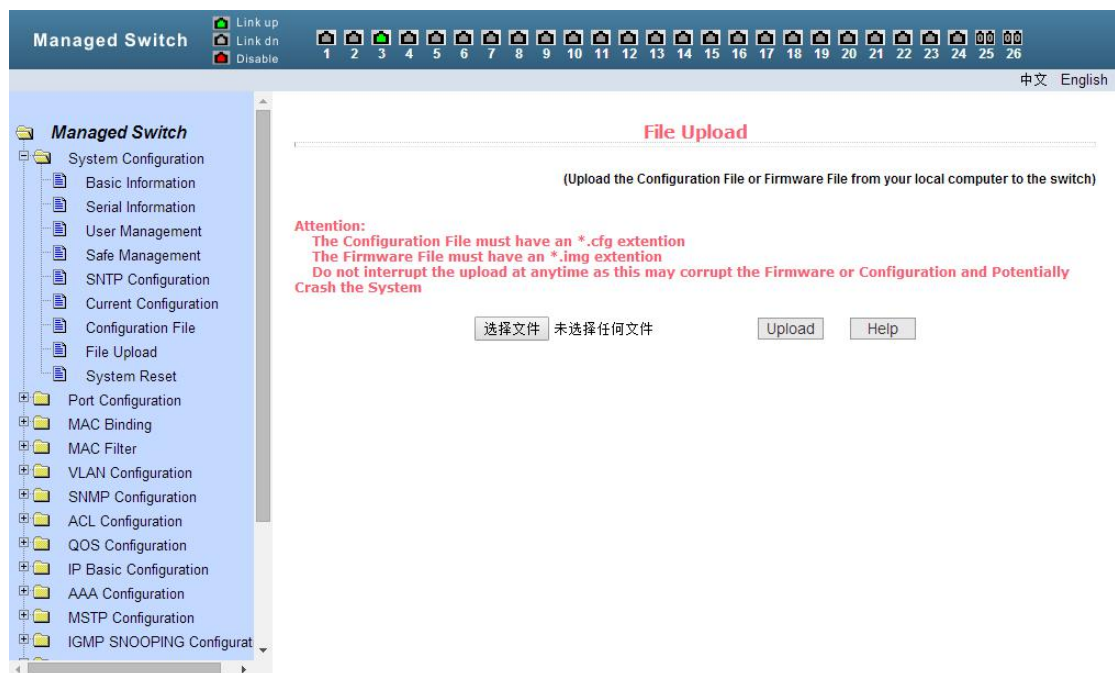 Managed Switch
Link up
Link dn
Disable
1 2 3 4 5 6 7 8 9 10 11 12 13 14 15 16 17 18 19 20 21 22 23 24 25 26
中文 English
Managed Switch
System Configuration
Basic Information
Serial Information
User Management
Safe Management
SNTP Configuration
Current Configuration
Configuration File
File Upload
System Reset
Port Configuration
MAC Binding
MAC Filter
VLAN Configuration
SNMP Configuration
ACL Configuration
QOS Configuration
IP Basic Configuration
AAA Configuration
MSTP Configuration
IGMP SNOOPING Configurat
File Upload
(Upload the Configuration File or Firmware File from your local computer to the switch)
Attention:
The Configuration File must have an *.cfg extention
The Firmware File must have an *.img extention
Do not interrupt the upload at anytime as this may corrupt the Firmware or Configuration and Potentially
Crash the System
选择文件 未选择任何文件 Upload Help